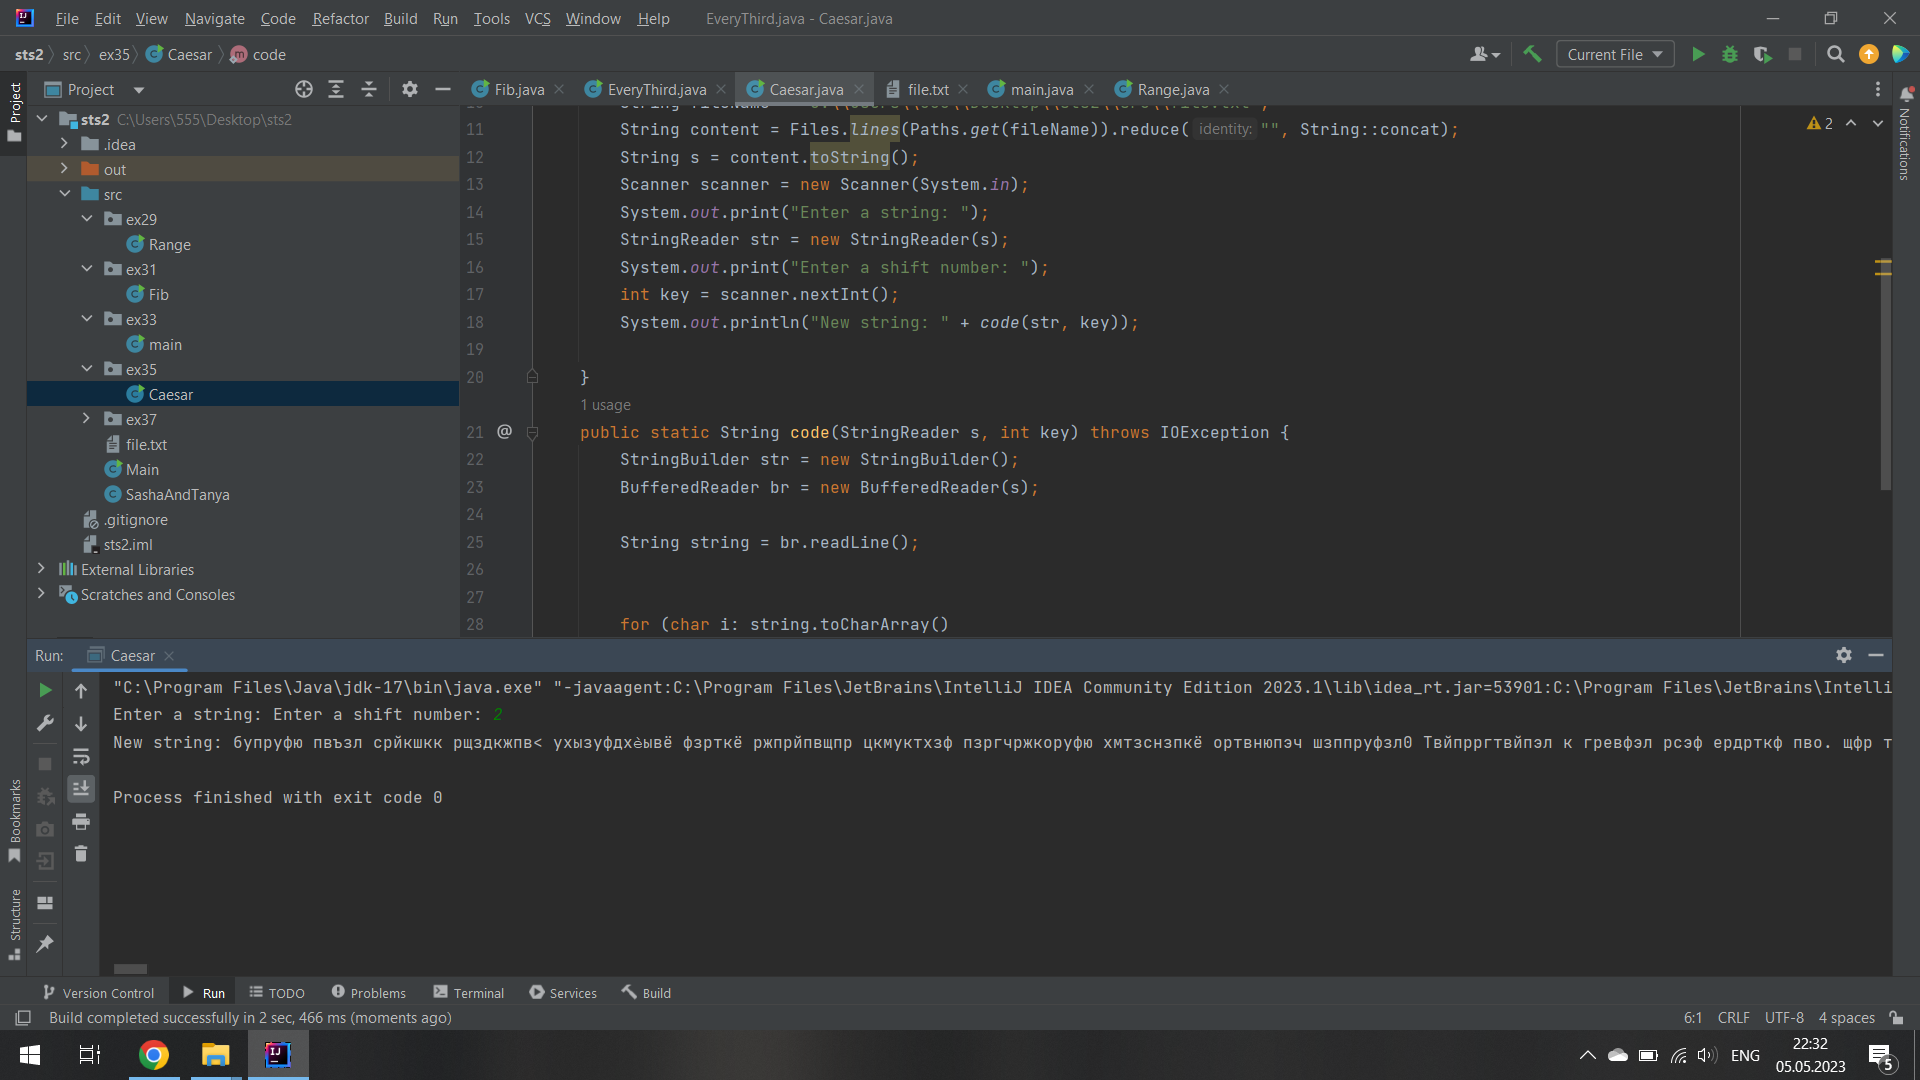 File Edit View Navigate Code Refactor Build Run Tools VCS Window Help EveryThird.java - Caesar.java
sts2 src ex35 Caesar code
Current File
Project
Fib.java EveryThird.java Caesar.java file.txt main.java Range.java
Project
Notifications
sts2 C:\Users\555\Desktop\sts2
.idea
out
src
ex29
Range
ex31
Fib
ex33
main
ex35
Caesar
ex37
file.txt
Main
SashaAndTanya
.gitignore
sts2.iml
External Libraries
Scratches and Consoles
2
11 String content = Files.lines(Paths.get(fileName)).reduce( identity: "", String::concat);
12 String s = content.toString();
13 Scanner scanner = new Scanner(System.in);
14 System.out.print("Enter a string: ");
15 StringReader str = new StringReader(s);
16 System.out.print("Enter a shift number: ");
17 int key = scanner.nextInt();
18 System.out.println("New string: " + code(str, key));
19
20 }
1 usage
21 @ public static String code(StringReader s, int key) throws IOException {
22 StringBuilder str = new StringBuilder();
23 BufferedReader br = new BufferedReader(s);
24
25 String string = br.readLine();
26
27
28 for (char i: string.toCharArray()
Run: Caesar
"C:\Program Files\Java\jdk-17\bin\java.exe" "-javaagent:C:\Program Files\JetBrains\IntelliJ IDEA Community Edition 2023.1\lib\idea_rt.jar=53901:C:\Program Files\JetBrains\Intelli
Enter a string: Enter a shift number: 2
New string: бупруфю пвъзл срйкшкк рщздкжпв< ухызуфдхѐывё фзрткё ржпрйпвщпр цкмуктхзф пзргчржкоруфю хмтзснзпкё ортвнюпэч шзппруфзл0 Твйпррг­твйпэл к гревфэл рсэф ердрткф пво. щфр т
Process finished with exit code 0
Bookmarks
Structure
Version Control Run TODO Problems Terminal Services Build
Build completed successfully in 2 sec, 466 ms (moments ago)
6:1 CRLF UTF-8 4 spaces
ENG
22:32
05.05.2023
5